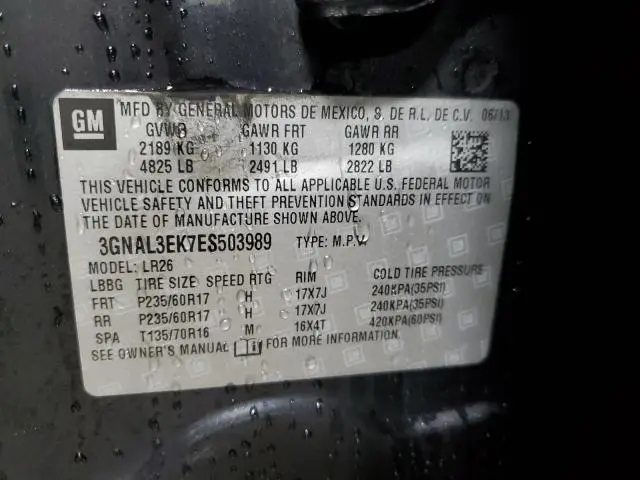 GM
MFD BY GENERAL MOTORS DE MEXICO, S. DE R.L. DE C.V. 06/13
GVWR GAWR FRT GAWR RR
2189 KG 1130 KG 1280 KG
4825 LB 2491 LB 2822 LB
THIS VEHICLE CONFORMS TO ALL APPLICABLE U.S. FEDERAL MOTOR
VEHICLE SAFETY AND THEFT PREVENTION STANDARDS IN EFFECT ON
THE DATE OF MANUFACTURE SHOWN ABOVE.
3GNAL3EK7ES503989 TYPE: M.P.V.
MODEL: LR26
LBBG TIRE SIZE SPEED RTG RIM COLD TIRE PRESSURE
FRT P235/60R17 H 17X7J 240KPA(35PSI)
RR P235/60R17 H 17X7J 240KPA(35PSI)
SPA T135/70R16 M 16X4T 420KPA(60PSI)
SEE OWNER'S MANUAL FOR MORE INFORMATION.